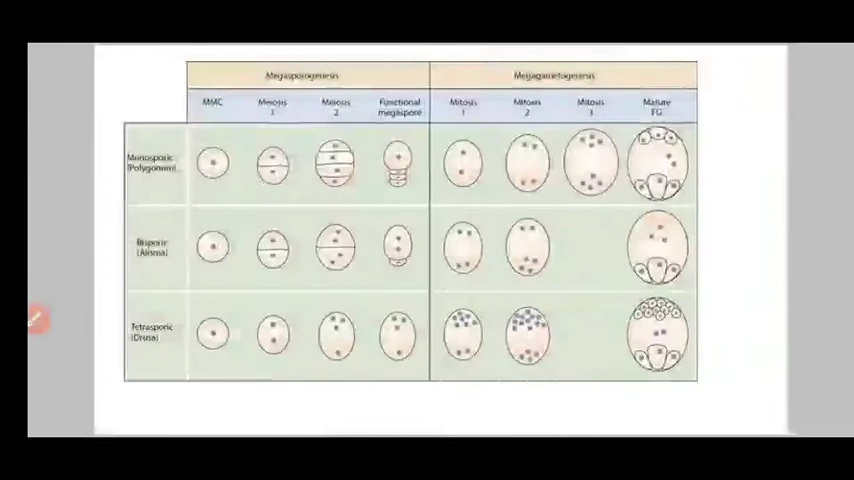 Megasporogenesis
Megagametogenesis
MMC
Meiosis
1
Meiosis
2
Functional
megaspore
Mitosis
1
Mitosis
2
Mitosis
3
Mature
FG
Monosporic
(Polygonum)
Bisporic
(Alisma)
Tetrasporic
(Drusa)